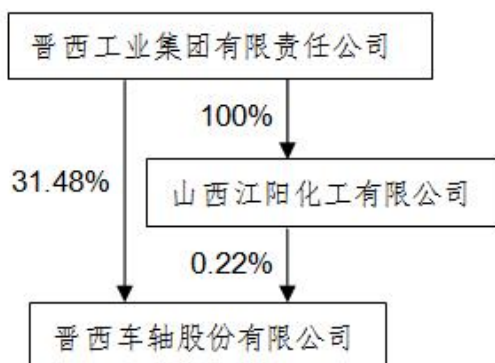 晋西工业集团有限责任公司
100%
31.48%
山西江阳化工有限公司
0.22%
晋西车轴股份有限公司